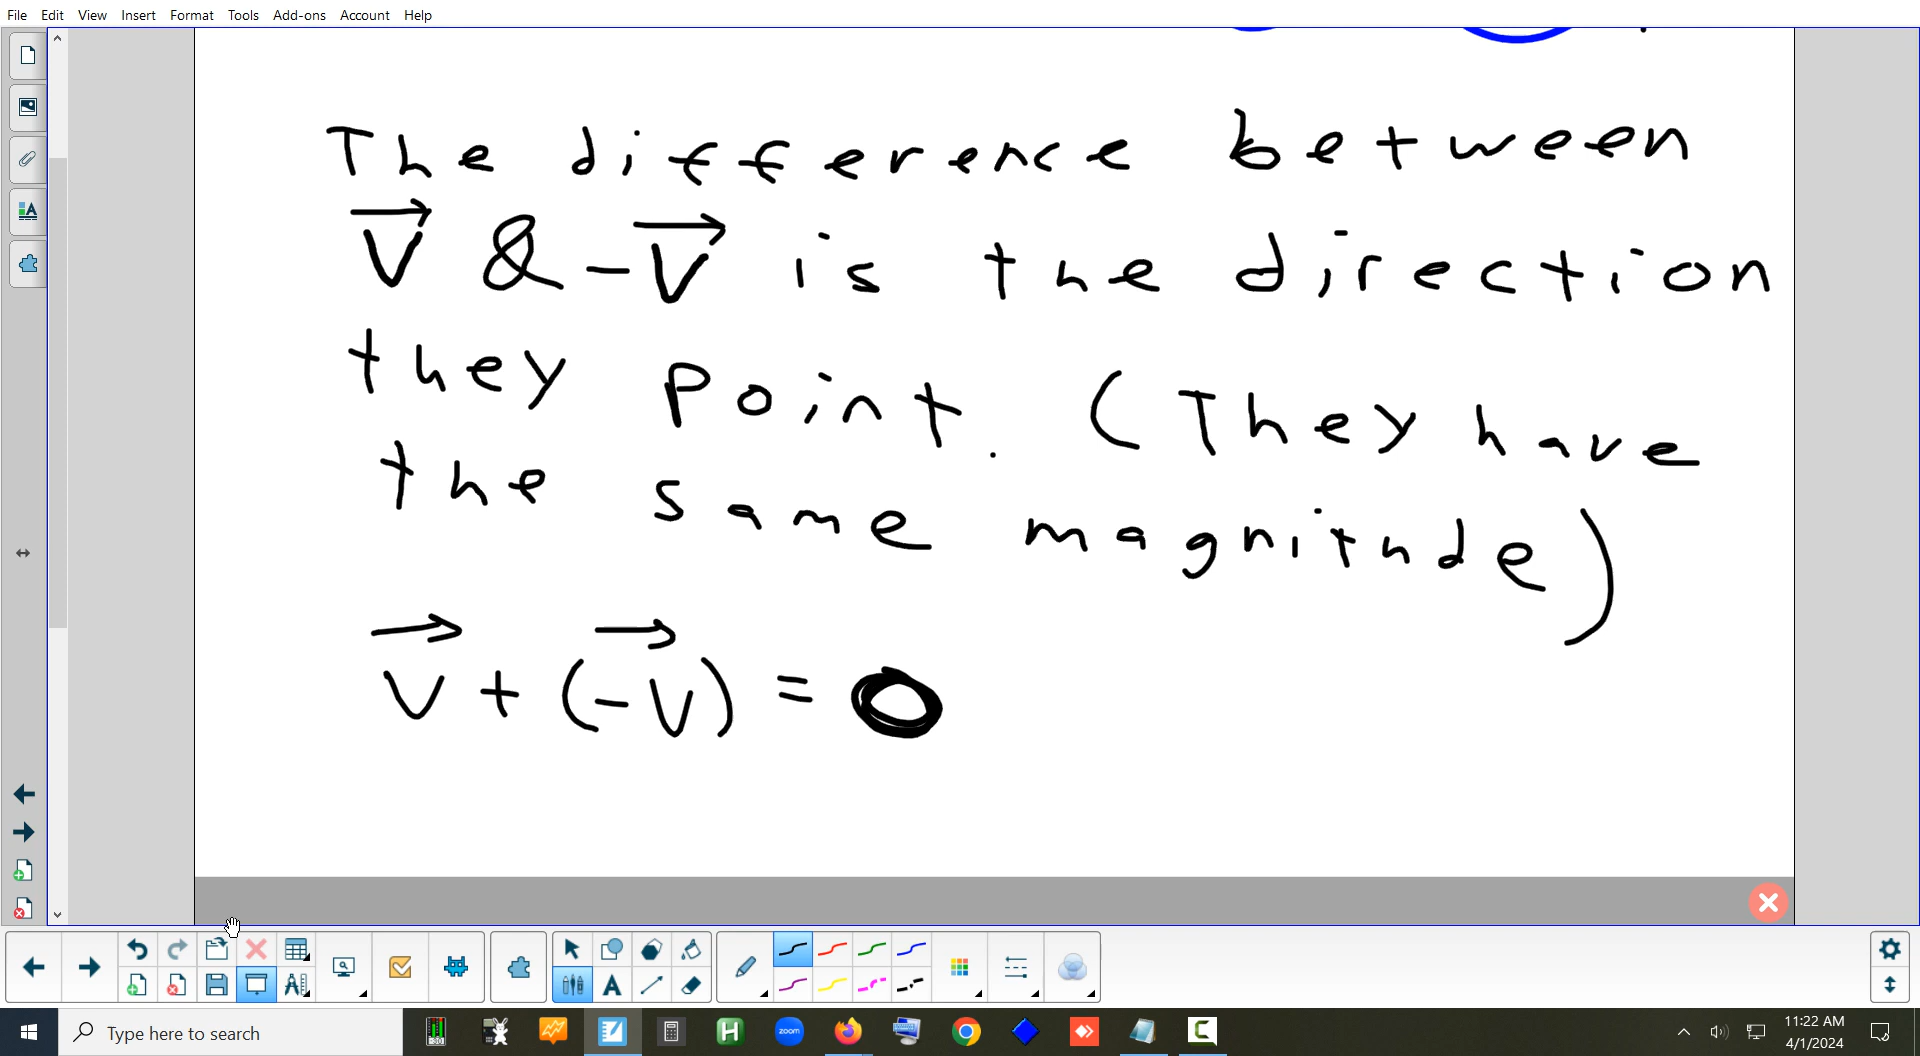 File Edit View Insert Format Tools Add-ons Account Help
The difference between
V⃗ & -V⃗ is the direction
they point. (They have
the same magnitude)
V⃗ + (-V⃗) = 0
Type here to search
zoom
11:22 AM
4/1/2024